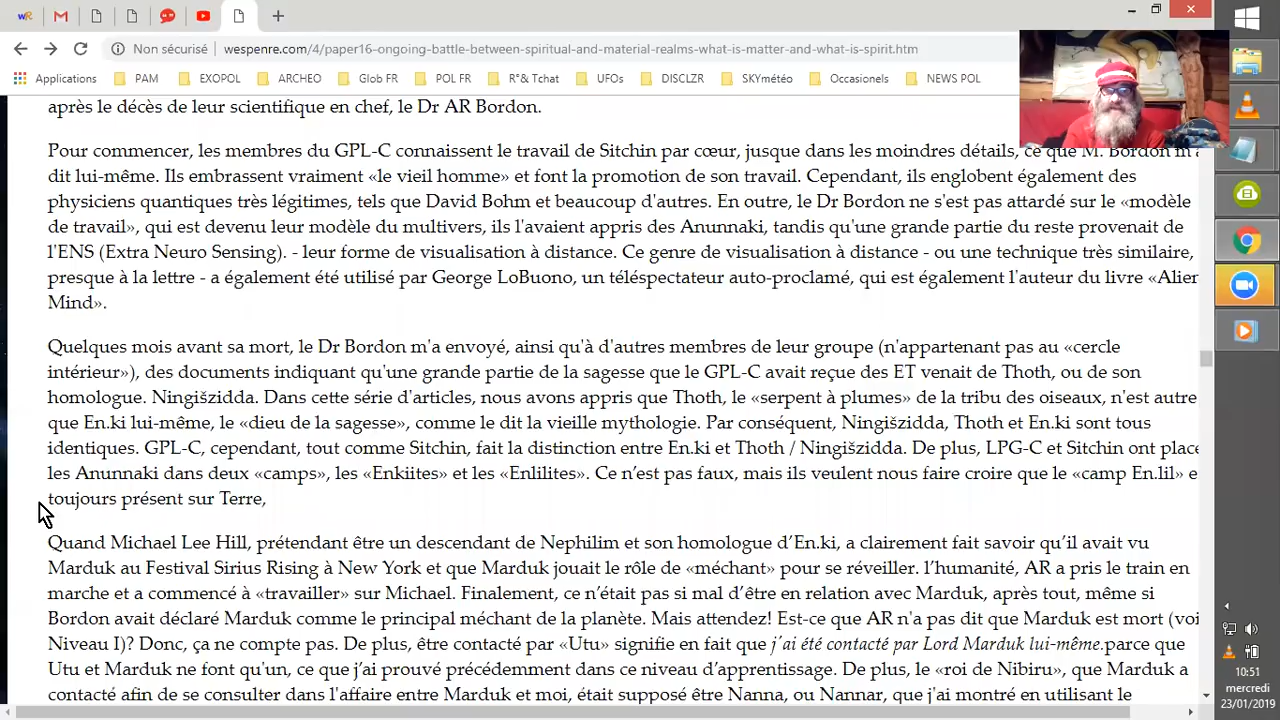 Non sécurisé
wespenre.com/4/paper16-ongoing-battle-between-spiritual-and-material-realms-what-is-matter-and-what-is-spirit.htm
Applications PAM EXOPOL ARCHEO Glob FR POL FR R°& Tchat UFOs DISCLZR SKYmétéo Occasionels NEWS POL
après le décès de leur scientifique en chef, le Dr AR Bordon.
Pour commencer, les membres du GPL-C connaissent le travail de Sitchin par cœur, jusque dans les moindres détails, ce que M. Bordon m'a
dit lui-même. Ils embrassent vraiment «le vieil homme» et font la promotion de son travail. Cependant, ils englobent également des
physiciens quantiques très légitimes, tels que David Bohm et beaucoup d'autres. En outre, le Dr Bordon ne s'est pas attardé sur le «modèle
de travail», qui est devenu leur modèle du multivers, ils l'avaient appris des Anunnaki, tandis qu'une grande partie du reste provenait de
l'ENS (Extra Neuro Sensing). - leur forme de visualisation à distance. Ce genre de visualisation à distance - ou une technique très similaire,
presque à la lettre - a également été utilisé par George LoBuono, un téléspectateur auto-proclamé, qui est également l'auteur du livre «Alien
Mind».
Quelques mois avant sa mort, le Dr Bordon m'a envoyé, ainsi qu'à d'autres membres de leur groupe (n'appartenant pas au «cercle
intérieur»), des documents indiquant qu'une grande partie de la sagesse que le GPL-C avait reçue des ET venait de Thoth, ou de son
homologue. Ningišzidda. Dans cette série d'articles, nous avons appris que Thoth, le «serpent à plumes» de la tribu des oiseaux, n'est autre
que En.ki lui-même, le «dieu de la sagesse», comme le dit la vieille mythologie. Par conséquent, Ningišzidda, Thoth et En.ki sont tous
identiques. GPL-C, cependant, tout comme Sitchin, fait la distinction entre En.ki et Thoth / Ningišzidda. De plus, LPG-C et Sitchin ont placé
les Anunnaki dans deux «camps», les «Enkiites» et les «Enlilites». Ce n'est pas faux, mais ils veulent nous faire croire que le «camp En.lil» e
toujours présent sur Terre,
Quand Michael Lee Hill, prétendant être un descendant de Nephilim et son homologue d'En.ki, a clairement fait savoir qu'il avait vu
Marduk au Festival Sirius Rising à New York et que Marduk jouait le rôle de «méchant» pour se réveiller. l'humanité, AR a pris le train en
marche et a commencé à «travailler» sur Michael. Finalement, ce n'était pas si mal d'être en relation avec Marduk, après tout, même si
Bordon avait déclaré Marduk comme le principal méchant de la planète. Mais attendez! Est-ce que AR n'a pas dit que Marduk est mort (voi
Niveau I)? Donc, ça ne compte pas. De plus, être contacté par «Utu» signifie en fait que j'ai été contacté par Lord Marduk lui-même.parce que
Utu et Marduk ne font qu'un, ce que j'ai prouvé précédemment dans ce niveau d'apprentissage. De plus, le «roi de Nibiru», que Marduk a
contacté afin de se consulter dans l'affaire entre Marduk et moi, était supposé être Nanna, ou Nannar, que j'ai montré en utilisant le
10:51
mercredi
23/01/2019